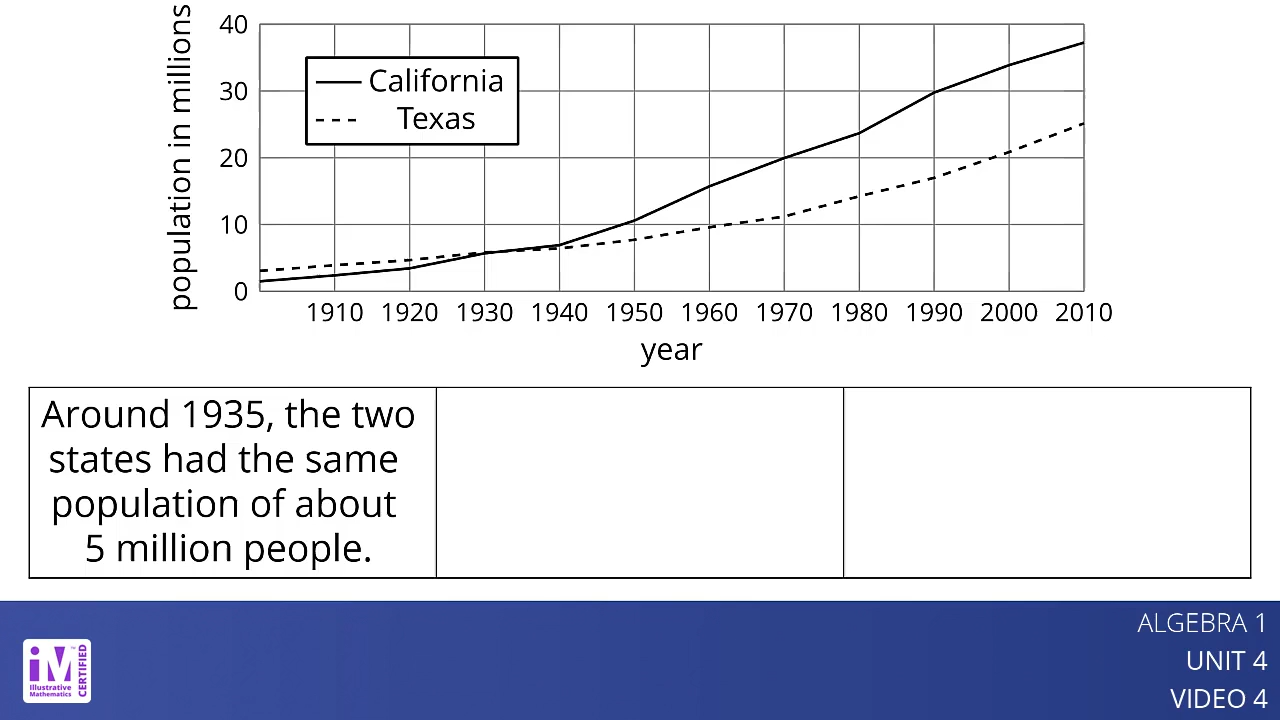 population in millions
40
30
20
10
0
California
Texas
1910 1920 1930 1940 1950 1960 1970 1980 1990 2000 2010
year
Around 1935, the two
states had the same
population of about
5 million people.
iM™
Illustrative
Mathematics
CERTIFIED
ALGEBRA 1
UNIT 4
VIDEO 4